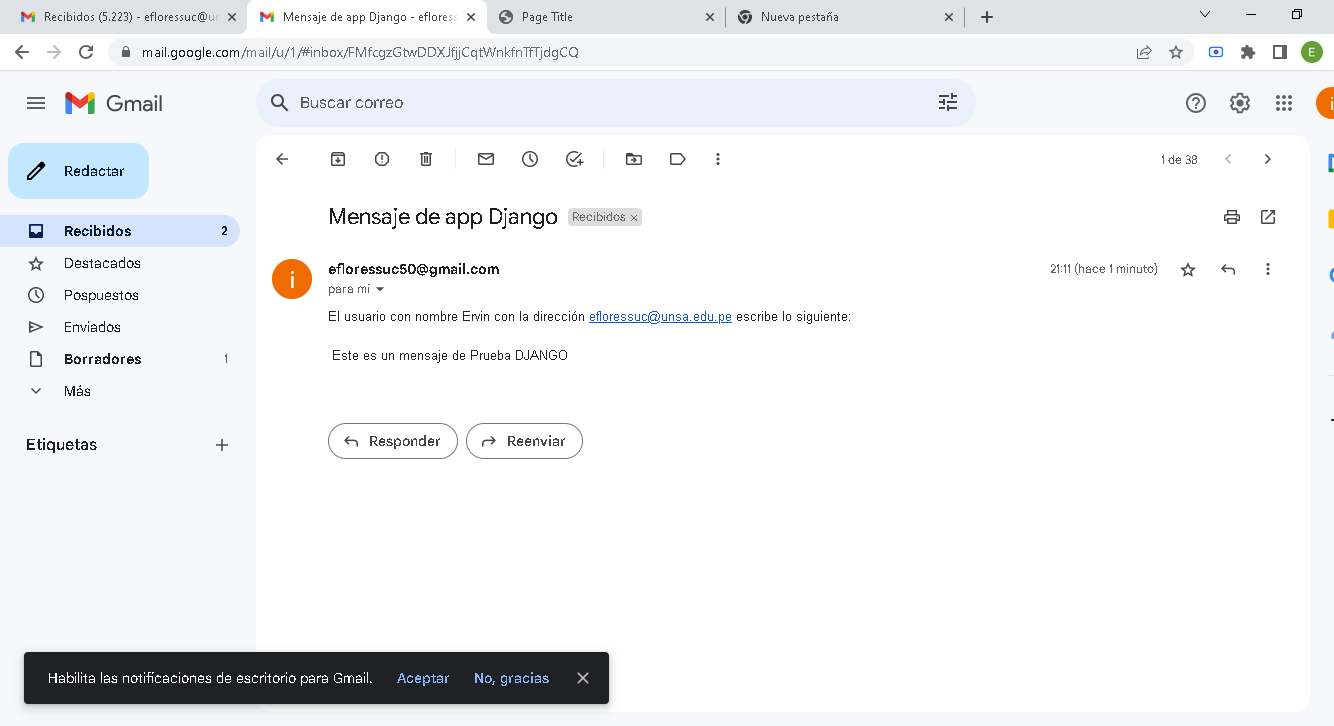 Recibidos (5.223) - efloressuc@un
Mensaje de app Django - efloress
Page Title
Nueva pestaña
mail.google.com/mail/u/1/#inbox/FMfcgzGtwDDXJfjjCqtWnkfnTfTjdgCQ
E
Gmail
Buscar correo
i
Redactar
1 de 38
Recibidos 2
Destacados
Pospuestos
Enviados
Borradores 1
Más
Etiquetas
Mensaje de app Django Recibidos
i
efloressuc50@gmail.com 21:11 (hace 1 minuto)
para mí
El usuario con nombre Ervin con la dirección efloressuc@unsa.edu.pe escribe lo siguiente:
Este es un mensaje de Prueba DJANGO
Responder Reenviar
Habilita las notificaciones de escritorio para Gmail. Aceptar No, gracias